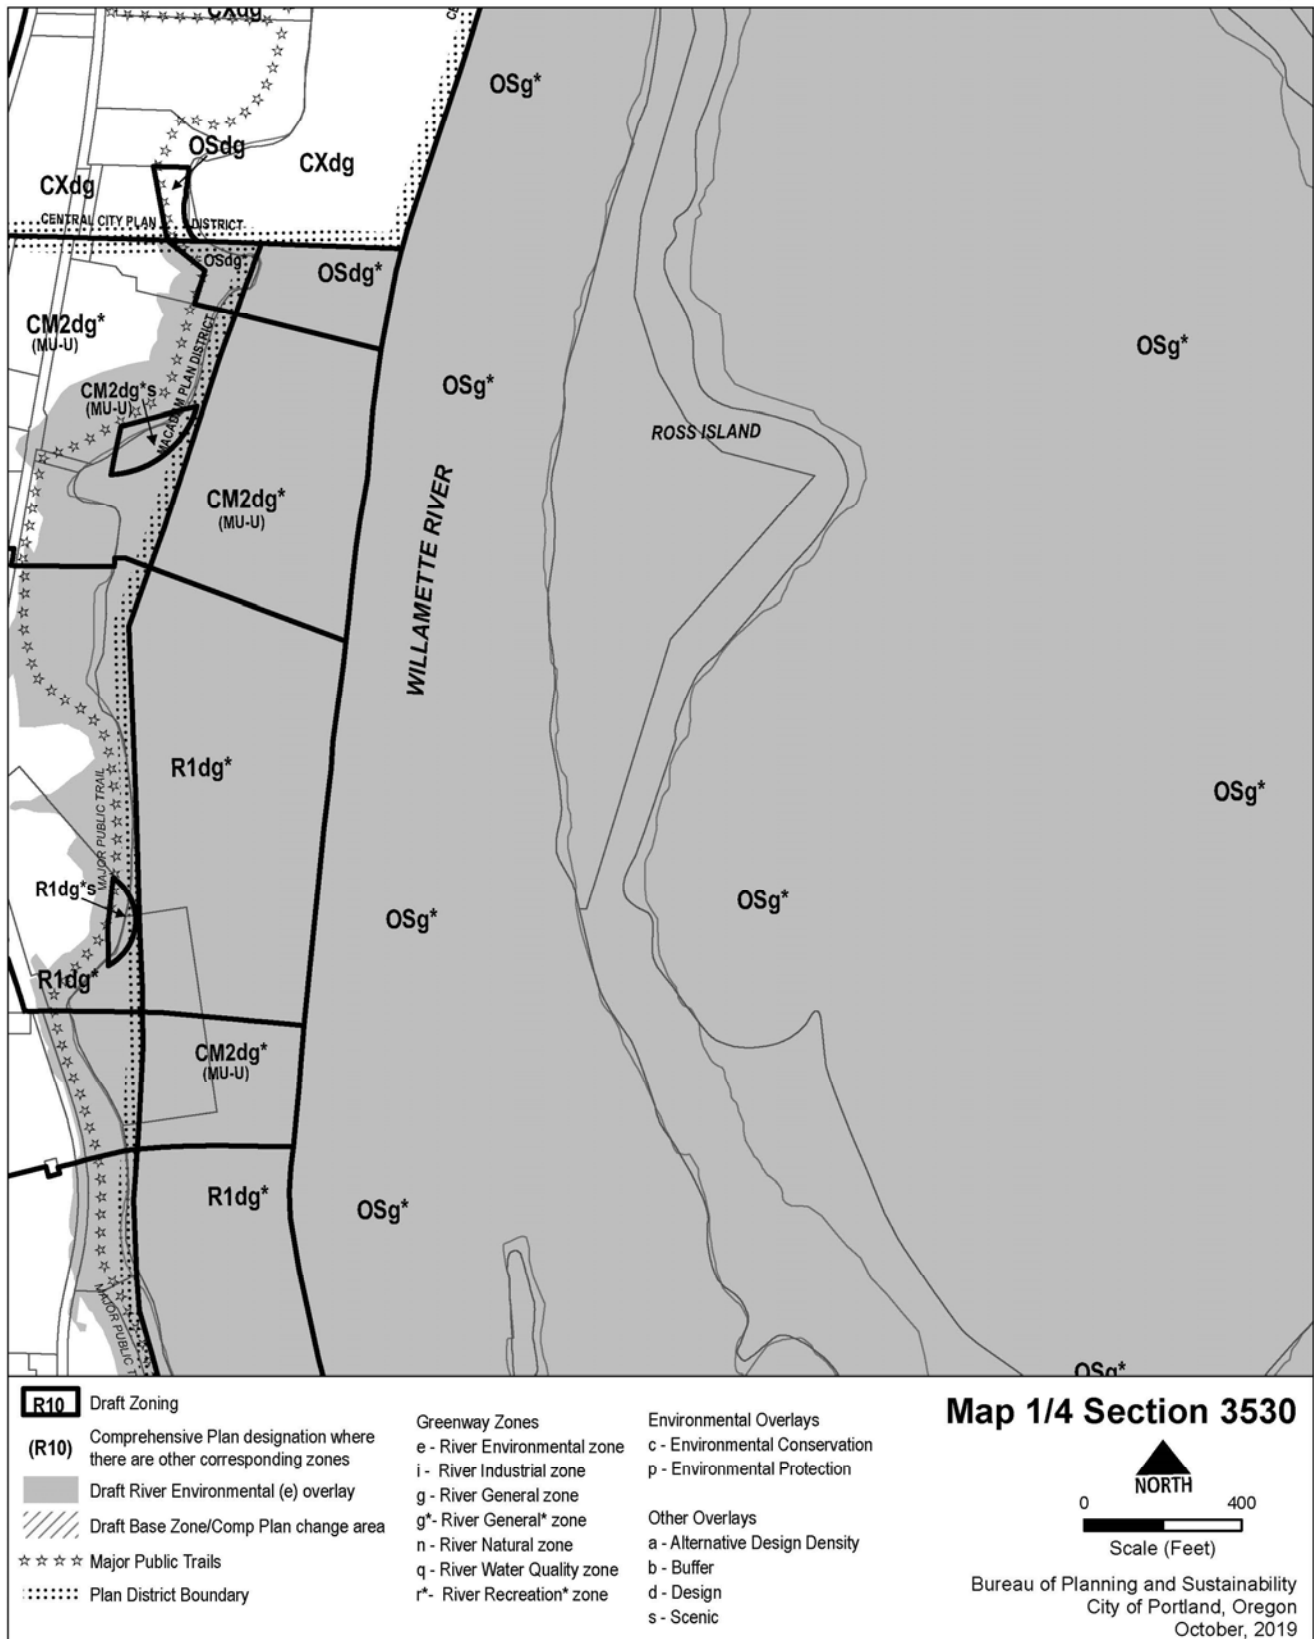 CXdg
CE
OSg*
OSdg
CXdg
CXdg
CENTRAL CITY PLAN DISTRICT
OSdg
OSdg*
CM2dg*
(MU-U)
MACADAM PLAN DISTRICT
OSg*
OSg*
CM2dg*s
(MU-U)
ROSS ISLAND
CM2dg*
(MU-U)
WILLAMETTE RIVER
R1dg*
OSg*
MAJOR PUBLIC TRAIL
R1dg*s
OSg*
OSg*
R1dg*
CM2dg*
(MU-U)
R1dg*
OSg*
MAJOR PUBLIC T
OSg*
R10 Draft Zoning
(R10) Comprehensive Plan designation where
there are other corresponding zones
Draft River Environmental (e) overlay
Draft Base Zone/Comp Plan change area
Major Public Trails
Plan District Boundary
Greenway Zones
e - River Environmental zone
i - River Industrial zone
g - River General zone
g*- River General* zone
n - River Natural zone
q - River Water Quality zone
r*- River Recreation* zone
Environmental Overlays
c - Environmental Conservation
p - Environmental Protection
Other Overlays
a - Alternative Design Density
b - Buffer
d - Design
s - Scenic
Map 1/4 Section 3530
NORTH
0 400
Scale (Feet)
Bureau of Planning and Sustainability
City of Portland, Oregon
October, 2019